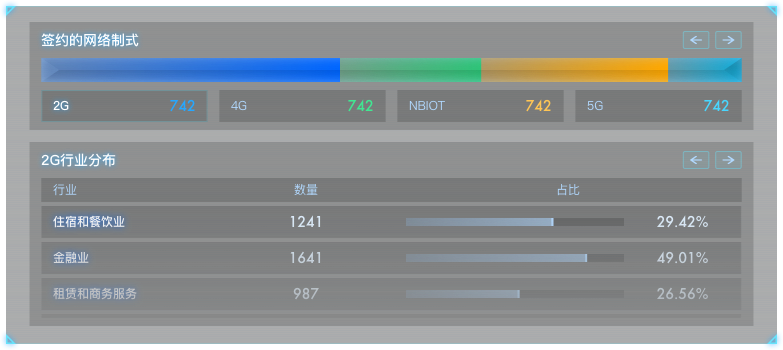 签约的网络制式
2G 742 4G 742 NBIOT 742 5G 742
2G行业分布
行业 数量 占比
住宿和餐饮业 1241 29.42%
金融业 1641 49.01%
租赁和商务服务 987 26.56%